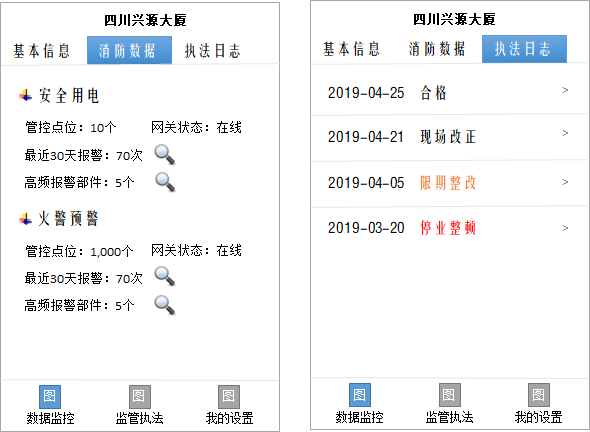 四川兴源大厦
基本信息 消防数据 执法日志
安全用电
管控点位：10个 网关状态：在线
最近30天报警：70次
高频报警部件：5个
火警预警
管控点位：1,000个 网关状态：在线
最近30天报警：70次
高频报警部件：5个
图 图 图
数据监控 监管执法 我的设置
四川兴源大厦
基本信息 消防数据 执法日志
2019-04-25 合格 >
2019-04-21 现场改正 >
2019-04-05 限期整改 >
2019-03-20 停业整顿 >
图 图 图
数据监控 监管执法 我的设置